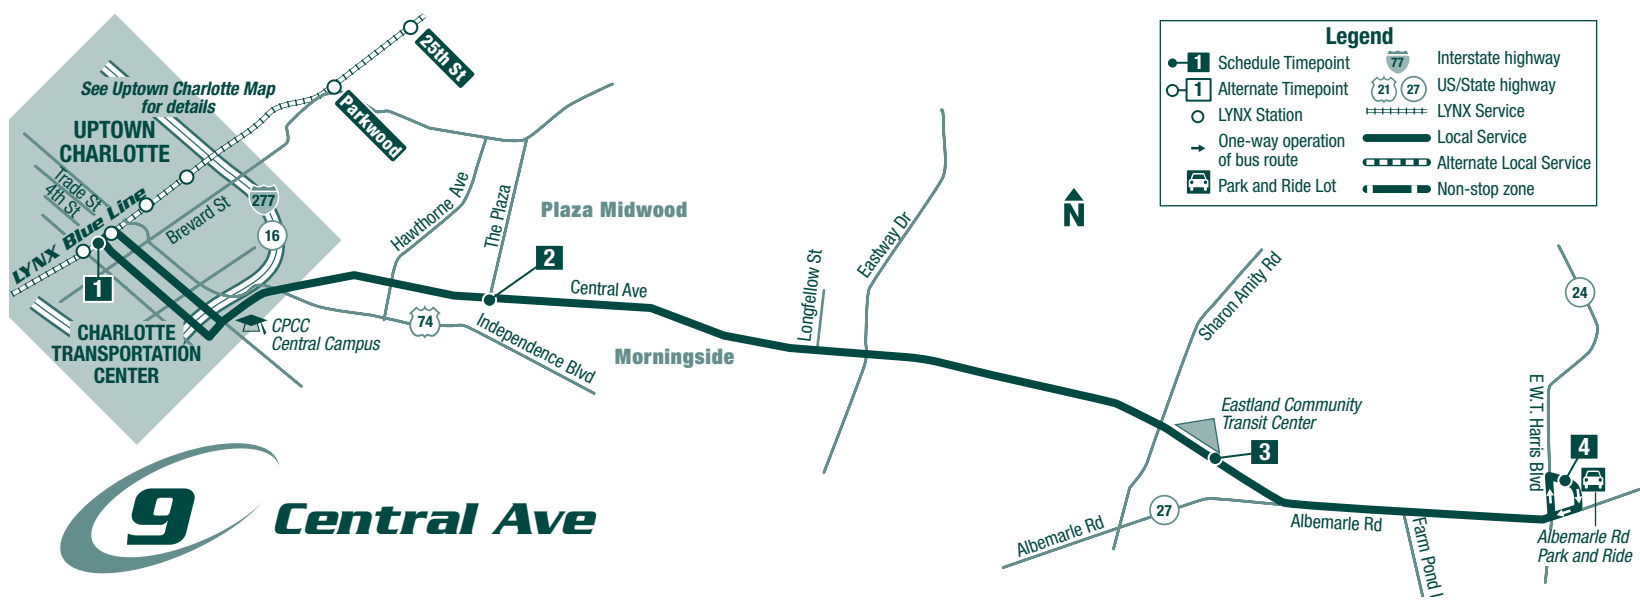 25th St
Parkwood
See Uptown Charlotte Map
for details
UPTOWN
CHARLOTTE
Trade St
4th St
LYNX Blue Line
Brevard St
277
16
1
CHARLOTTE
TRANSPORTATION
CENTER
CPCC
Central Campus
Hawthorne Ave
The Plaza
Plaza Midwood
2
74
Independence Blvd
Central Ave
Morningside
Longfellow St
Eastway Dr
N
Legend
1 Schedule Timepoint
1 Alternate Timepoint
LYNX Station
One-way operation
of bus route
Park and Ride Lot
77 Interstate highway
21 27 US/State highway
LYNX Service
Local Service
Alternate Local Service
Non-stop zone
Sharon Amity Rd
Eastland Community
Transit Center
3
27
Albemarle Rd
Albemarle Rd
Farm Pond
24
E W.T. Harris Blvd
4
Albemarle Rd
Park and Ride
9 Central Ave